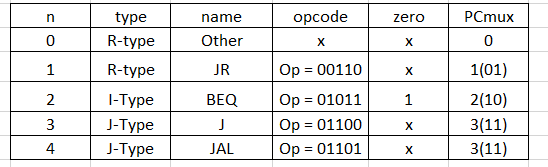 n type name opcode zero PCmux
0 R-type Other x x 0
1 R-type JR Op = 00110 x 1(01)
2 I-Type BEQ Op = 01011 1 2(10)
3 J-Type J Op = 01100 x 3(11)
4 J-Type JAL Op = 01101 x 3(11)